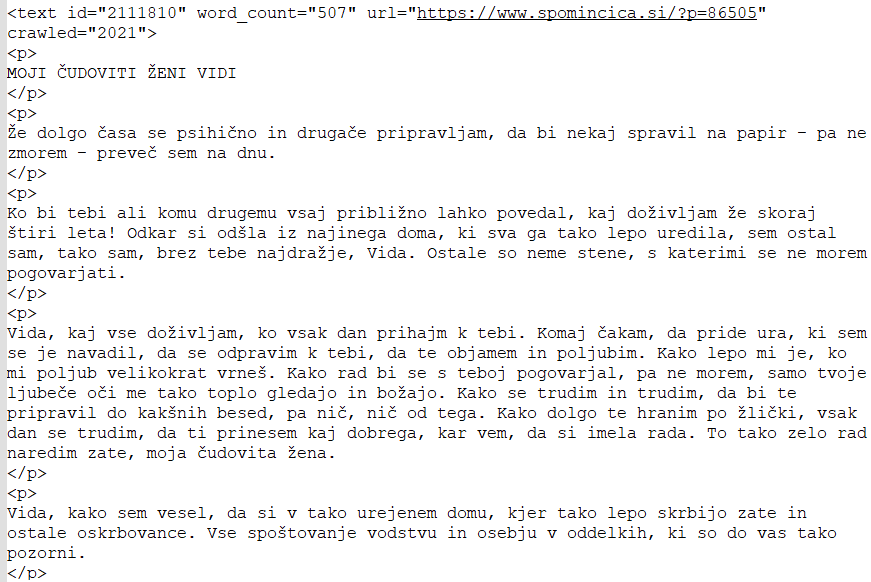 <text id="2111810" word_count="507" url="https://www.spomincica.si/?p=86505"
crawled="2021">
<p>
MOJI ČUDOVITI ŽENI VIDI
</p>
<p>
Že dolgo časa se psihično in drugače pripravljam, da bi nekaj spravil na papir – pa ne
zmorem – preveč sem na dnu.
</p>
<p>
Ko bi tebi ali komu drugemu vsaj približno lahko povedal, kaj doživljam že skoraj
štiri leta! Odkar si odšla iz najinega doma, ki sva ga tako lepo uredila, sem ostal
sam, tako sam, brez tebe najdražje, Vida. Ostale so neme stene, s katerimi se ne morem
pogovarjati.
</p>
<p>
Vida, kaj vse doživljam, ko vsak dan prihajm k tebi. Komaj čakam, da pride ura, ki sem
se je navadil, da se odpravim k tebi, da te objamem in poljubim. Kako lepo mi je, ko
mi poljub velikokrat vrneš. Kako rad bi se s teboj pogovarjal, pa ne morem, samo tvoje
ljubeče oči me tako toplo gledajo in božajo. Kako se trudim in trudim, da bi te
pripravil do kakšnih besed, pa nič, nič od tega. Kako dolgo te hranim po žlički, vsak
dan se trudim, da ti prinesem kaj dobrega, kar vem, da si imela rada. To tako zelo rad
naredim zate, moja čudovita žena.
</p>
<p>
Vida, kako sem vesel, da si v tako urejenem domu, kjer tako lepo skrbijo zate in
ostale oskrbovance. Vse spoštovanje vodstvu in osebju v oddelkih, ki so do vas tako
pozorni.
</p>